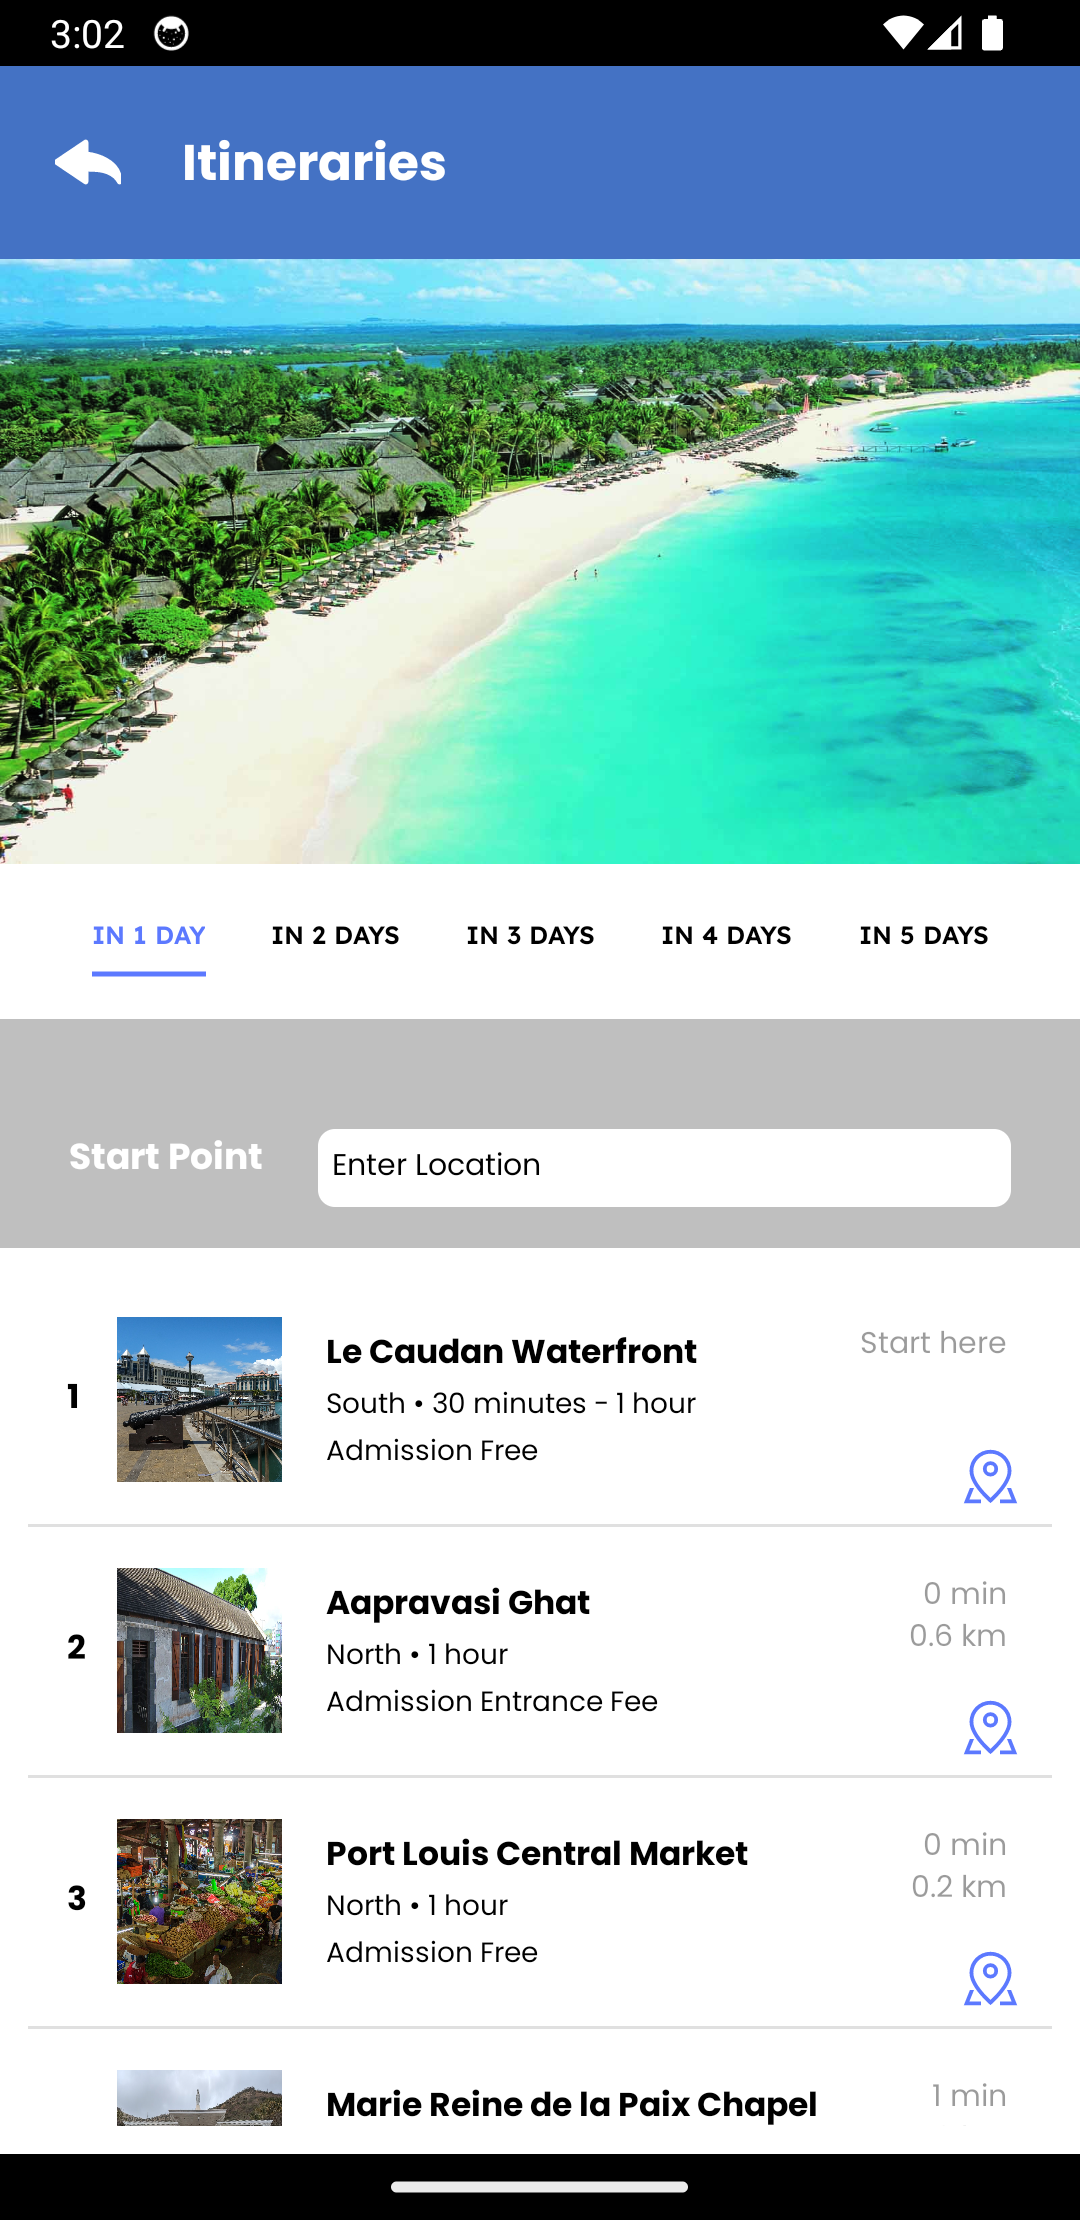 3:02
Itineraries
IN 1 DAY
IN 2 DAYS
IN 3 DAYS
IN 4 DAYS
IN 5 DAYS
Start Point
Enter Location
1
Le Caudan Waterfront
South • 30 minutes - 1 hour
Admission Free
Start here
2
Aapravasi Ghat
North • 1 hour
Admission Entrance Fee
0 min
0.6 km
3
Port Louis Central Market
North • 1 hour
Admission Free
0 min
0.2 km
Marie Reine de la Paix Chapel
1 min